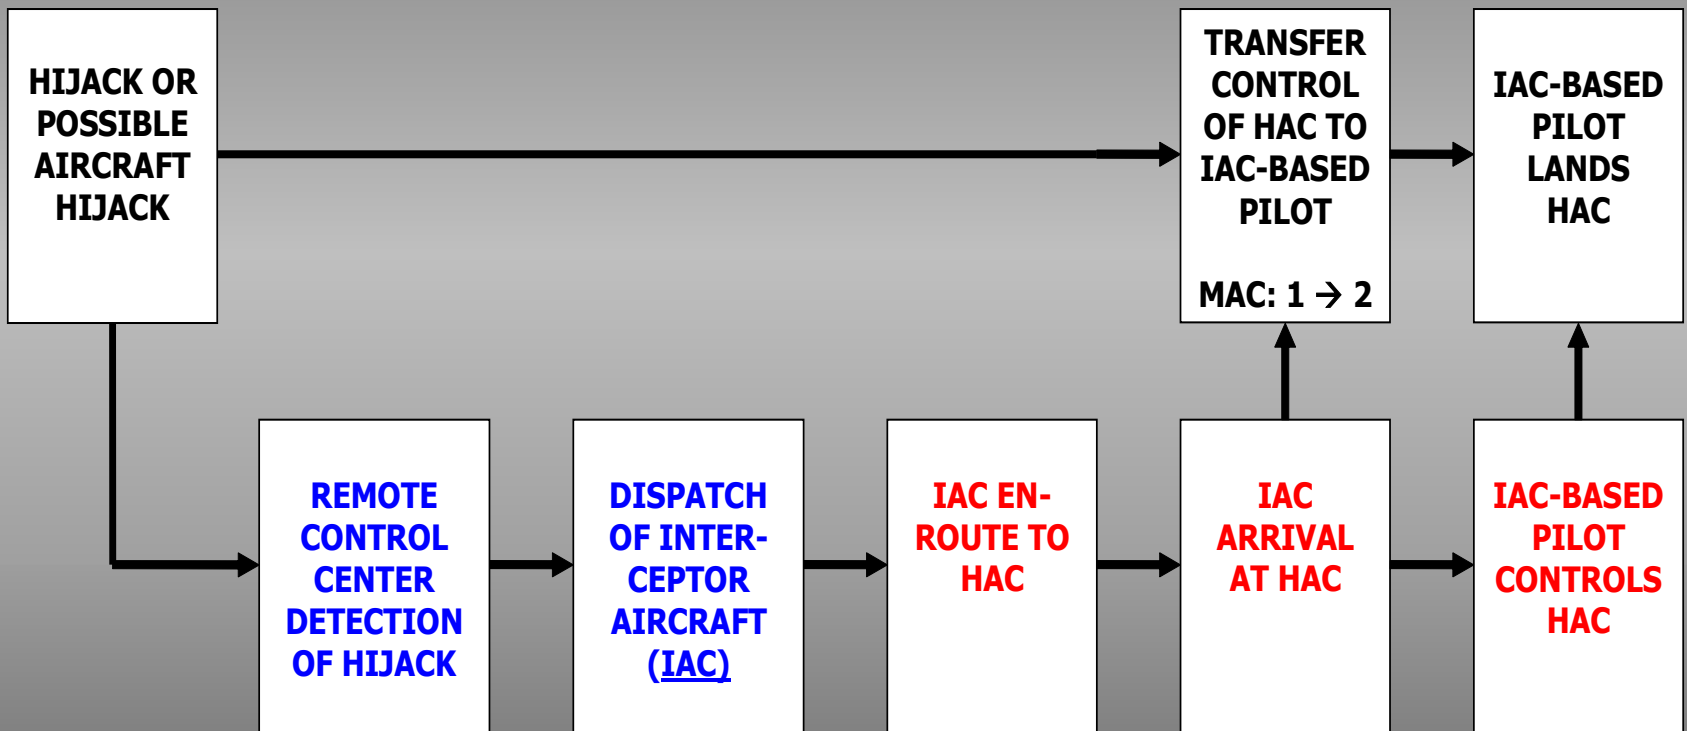 HIJACK OR
POSSIBLE
AIRCRAFT
HIJACK
TRANSFER
CONTROL
OF HAC TO
IAC-BASED
PILOT
MAC: 1 → 2
IAC-BASED
PILOT
LANDS
HAC
REMOTE
CONTROL
CENTER
DETECTION
OF HIJACK
DISPATCH
OF INTER-
CEPTOR
AIRCRAFT
(IAC)
IAC EN-
ROUTE TO
HAC
IAC
ARRIVAL
AT HAC
IAC-BASED
PILOT
CONTROLS
HAC